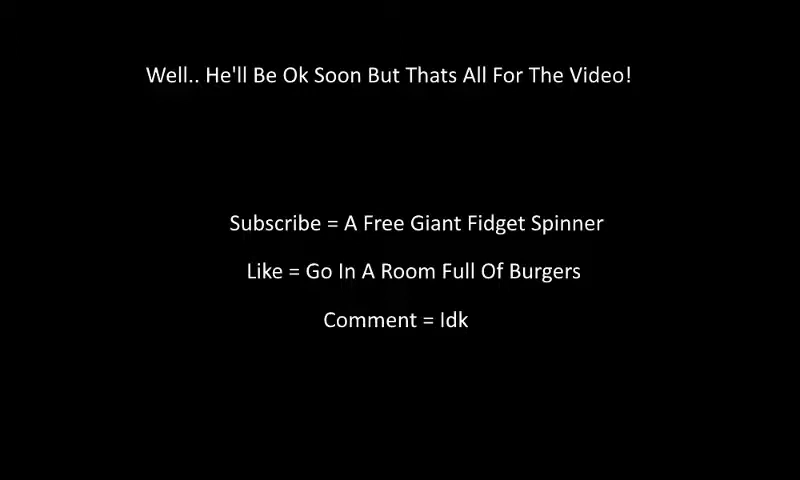 Well.. He'll Be Ok Soon But Thats All For The Video!
Subscribe = A Free Giant Fidget Spinner
Like = Go In A Room Full Of Burgers
Comment = Idk